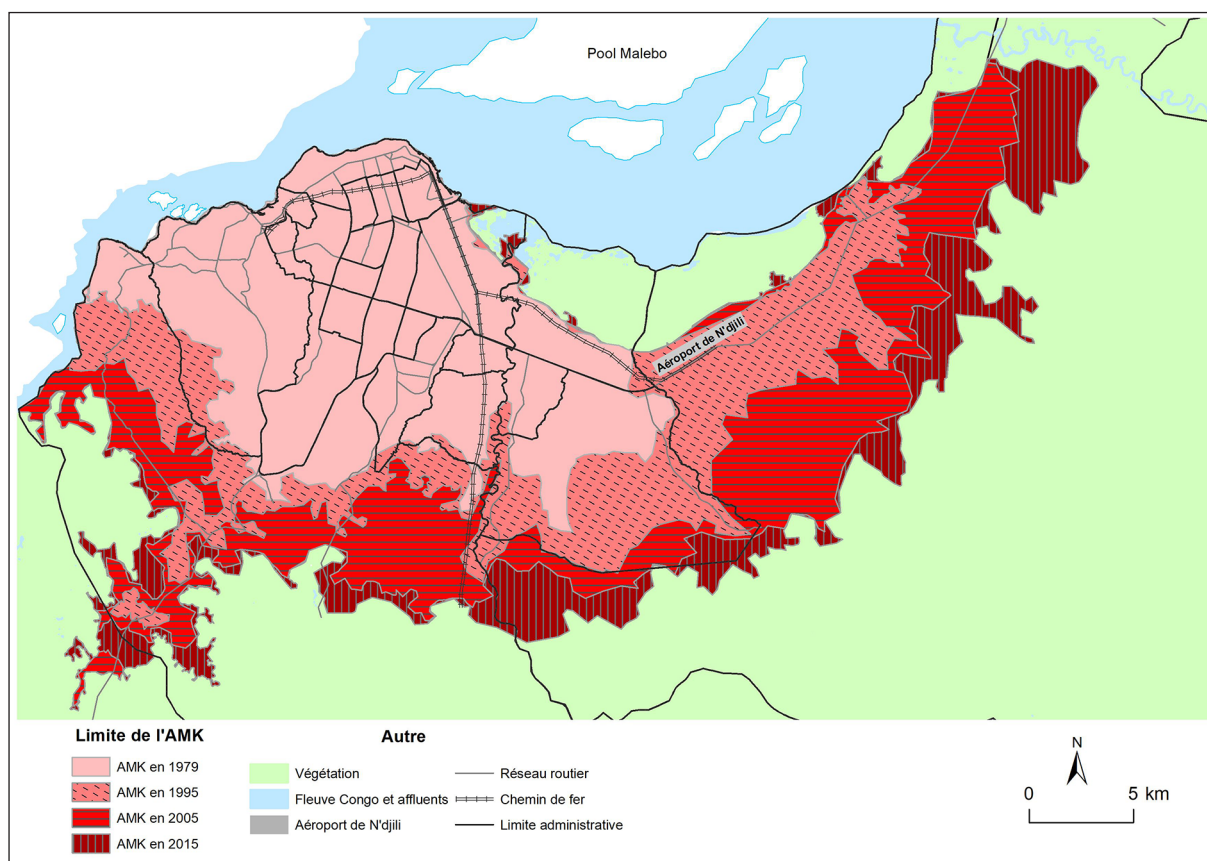 Pool Malebo
Aéroport de N'djili
Limite de l'AMK
AMK en 1979
AMK en 1995
AMK en 2005
AMK en 2015
Autre
Végétation
Fleuve Congo et affluents
Aéroport de N'djili
Réseau routier
Chemin de fer
Limite administrative
N
0 5 km